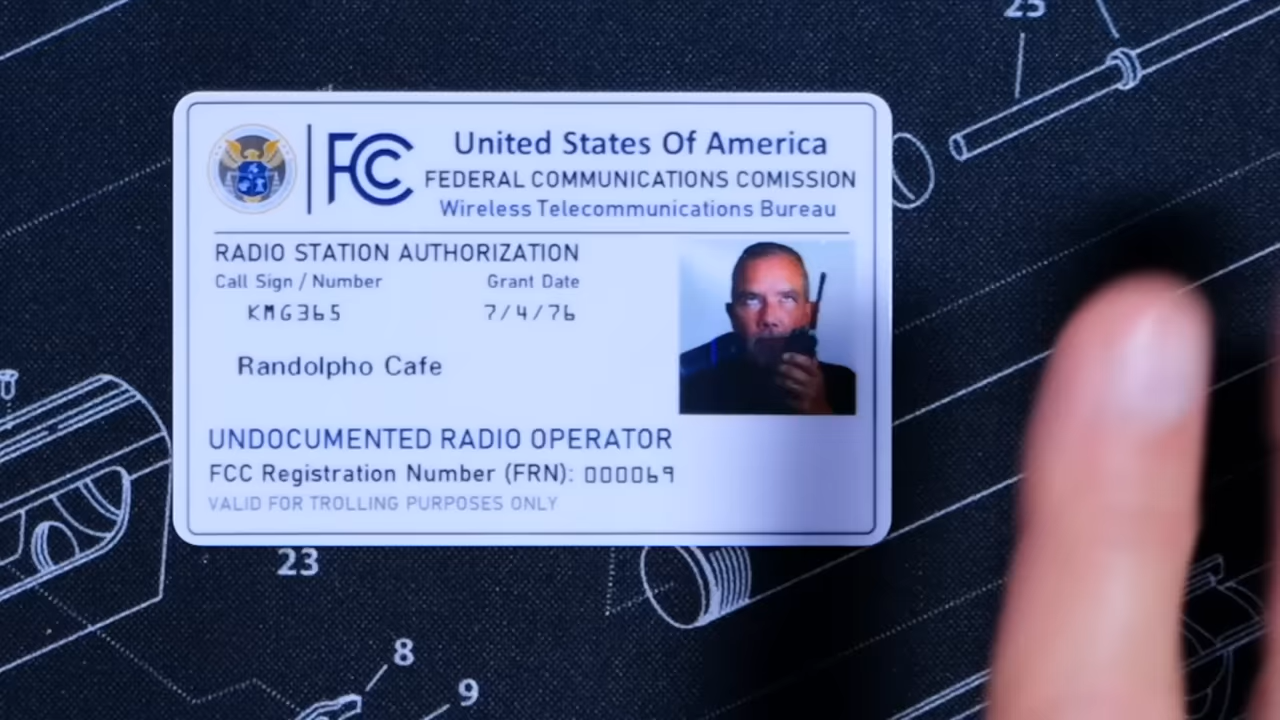 25
FCC
United States Of America
FEDERAL COMMUNICATIONS COMISSION
Wireless Telecommunications Bureau
RADIO STATION AUTHORIZATION
Call Sign / Number Grant Date
KMG365 7/4/76
Randolpho Cafe
UNDOCUMENTED RADIO OPERATOR
FCC Registration Number (FRN): 000069
VALID FOR TROLLING PURPOSES ONLY
23
8
9